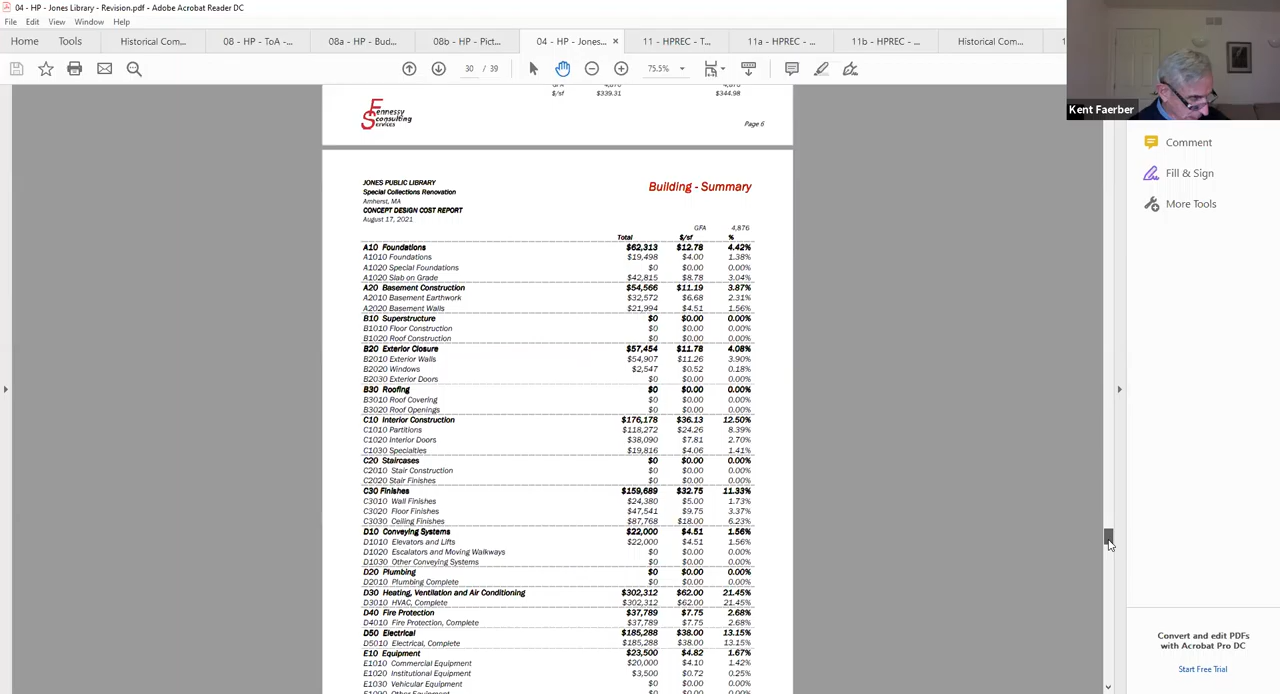 04 - HP - Jones Library - Revision.pdf - Adobe Acrobat Reader DC
File Edit View Window Help
Home Tools Historical Com... 08 - HP - ToA -... 08a - HP - Bud... 08b - HP - Pict... 04 - HP - Jones... × 11 - HPREC - T... 11a - HPREC - ... 11b - HPREC - ... Historical Com...
30 / 39 75.5%
Kent Faerber
$/sf $339.31 $344.98
Fennessy
Consulting
Services
Page 6
Comment
Fill & Sign
More Tools
JONES PUBLIC LIBRARY
Special Collections Renovation
Amherst, MA
CONCEPT DESIGN COST REPORT
August 17, 2021
Building - Summary
GFA 4,876
Total $/sf %
A10 Foundations $62,313 $12.78 4.42%
A1010 Foundations $19,498 $4.00 1.38%
A1020 Special Foundations $0 $0.00 0.00%
A1020 Slab on Grade $42,815 $8.78 3.04%
A20 Basement Construction $54,566 $11.19 3.87%
A2010 Basement Earthwork $32,572 $6.68 2.31%
A2020 Basement Walls $21,994 $4.51 1.56%
B10 Superstructure $0 $0.00 0.00%
B1010 Floor Construction $0 $0.00 0.00%
B1020 Roof Construction $0 $0.00 0.00%
B20 Exterior Closure $57,454 $11.78 4.08%
B2010 Exterior Walls $54,907 $11.26 3.90%
B2020 Windows $2,547 $0.52 0.18%
B2030 Exterior Doors $0 $0.00 0.00%
B30 Roofing $0 $0.00 0.00%
B3010 Roof Covering $0 $0.00 0.00%
B3020 Roof Openings $0 $0.00 0.00%
C10 Interior Construction $176,178 $36.13 12.50%
C1010 Partitions $118,272 $24.26 8.39%
C1020 Interior Doors $38,090 $7.81 2.70%
C1030 Specialties $19,816 $4.06 1.41%
C20 Staircases $0 $0.00 0.00%
C2010 Stair Construction $0 $0.00 0.00%
C2020 Stair Finishes $0 $0.00 0.00%
C30 Finishes $159,689 $32.75 11.33%
C3010 Wall Finishes $24,380 $5.00 1.73%
C3020 Floor Finishes $47,541 $9.75 3.37%
C3030 Ceiling Finishes $87,768 $18.00 6.23%
D10 Conveying Systems $22,000 $4.51 1.56%
D1010 Elevators and Lifts $22,000 $4.51 1.56%
D1020 Escalators and Moving Walkways $0 $0.00 0.00%
D1030 Other Conveying Systems $0 $0.00 0.00%
D20 Plumbing $0 $0.00 0.00%
D2010 Plumbing Complete $0 $0.00 0.00%
D30 Heating, Ventilation and Air Conditioning $302,312 $62.00 21.45%
D3010 HVAC, Complete $302,312 $62.00 21.45%
D40 Fire Protection $37,789 $7.75 2.68%
D4010 Fire Protection, Complete $37,789 $7.75 2.68%
D50 Electrical $185,288 $38.00 13.15%
D5010 Electrical, Complete $185,288 $38.00 13.15%
E10 Equipment $23,500 $4.82 1.67%
E1010 Commercial Equipment $20,000 $4.10 1.42%
E1020 Institutional Equipment $3,500 $0.72 0.25%
E1030 Vehicular Equipment $0 $0.00 0.00%
Convert and edit PDFs
with Acrobat Pro DC
Start Free Trial